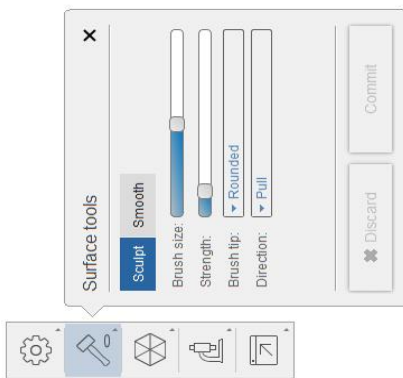 Surface tools
Sculpt Smooth
Brush size:
Strength:
Brush tip: Rounded
Direction: Pull
Discard Commit